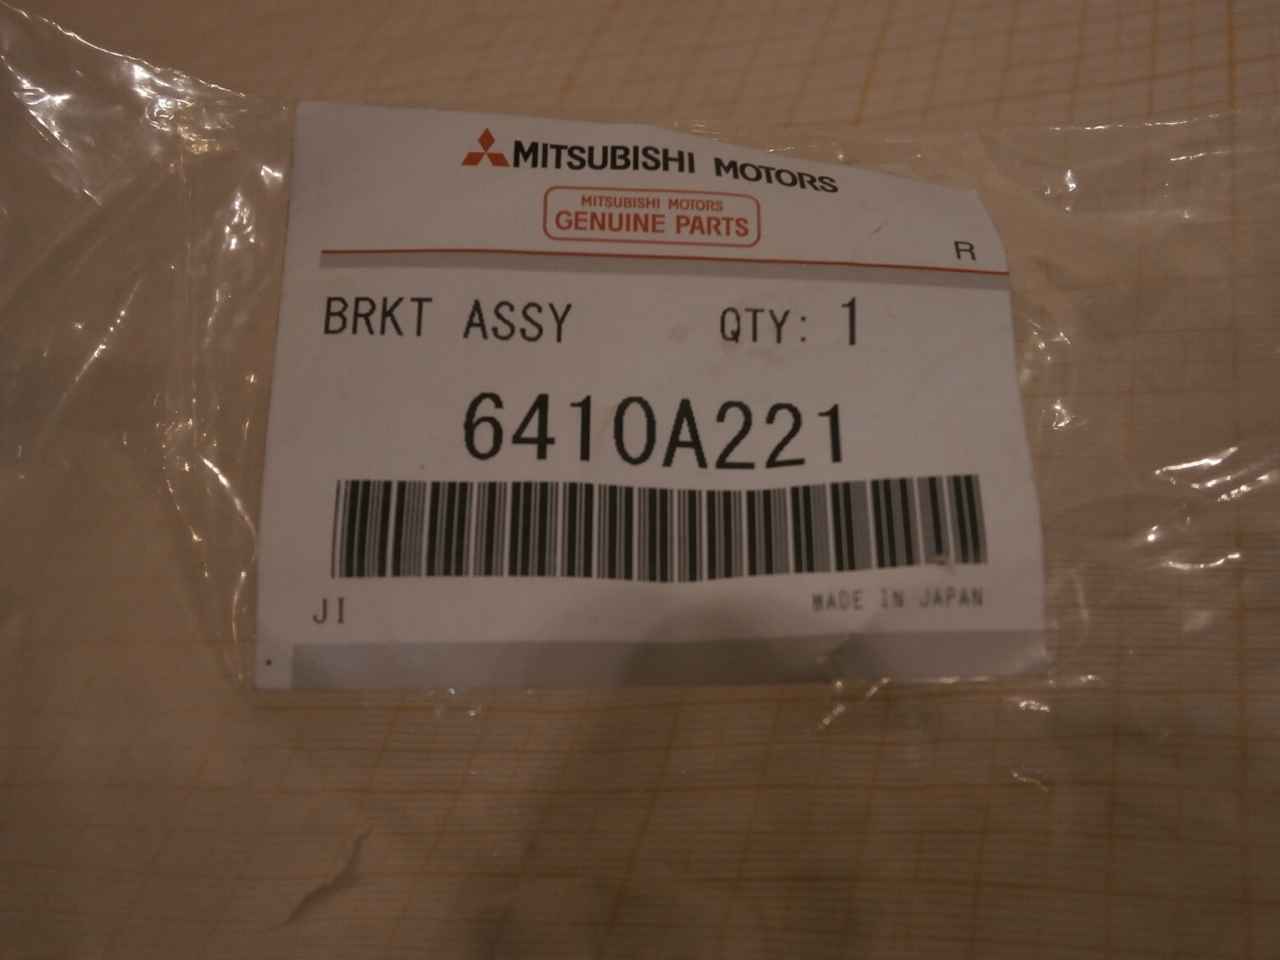 MITSUBISHI MOTORS
MITSUBISHI MOTORS
GENUINE PARTS
R
BRKT ASSY QTY: 1
6410A221
JI MADE IN JAPAN